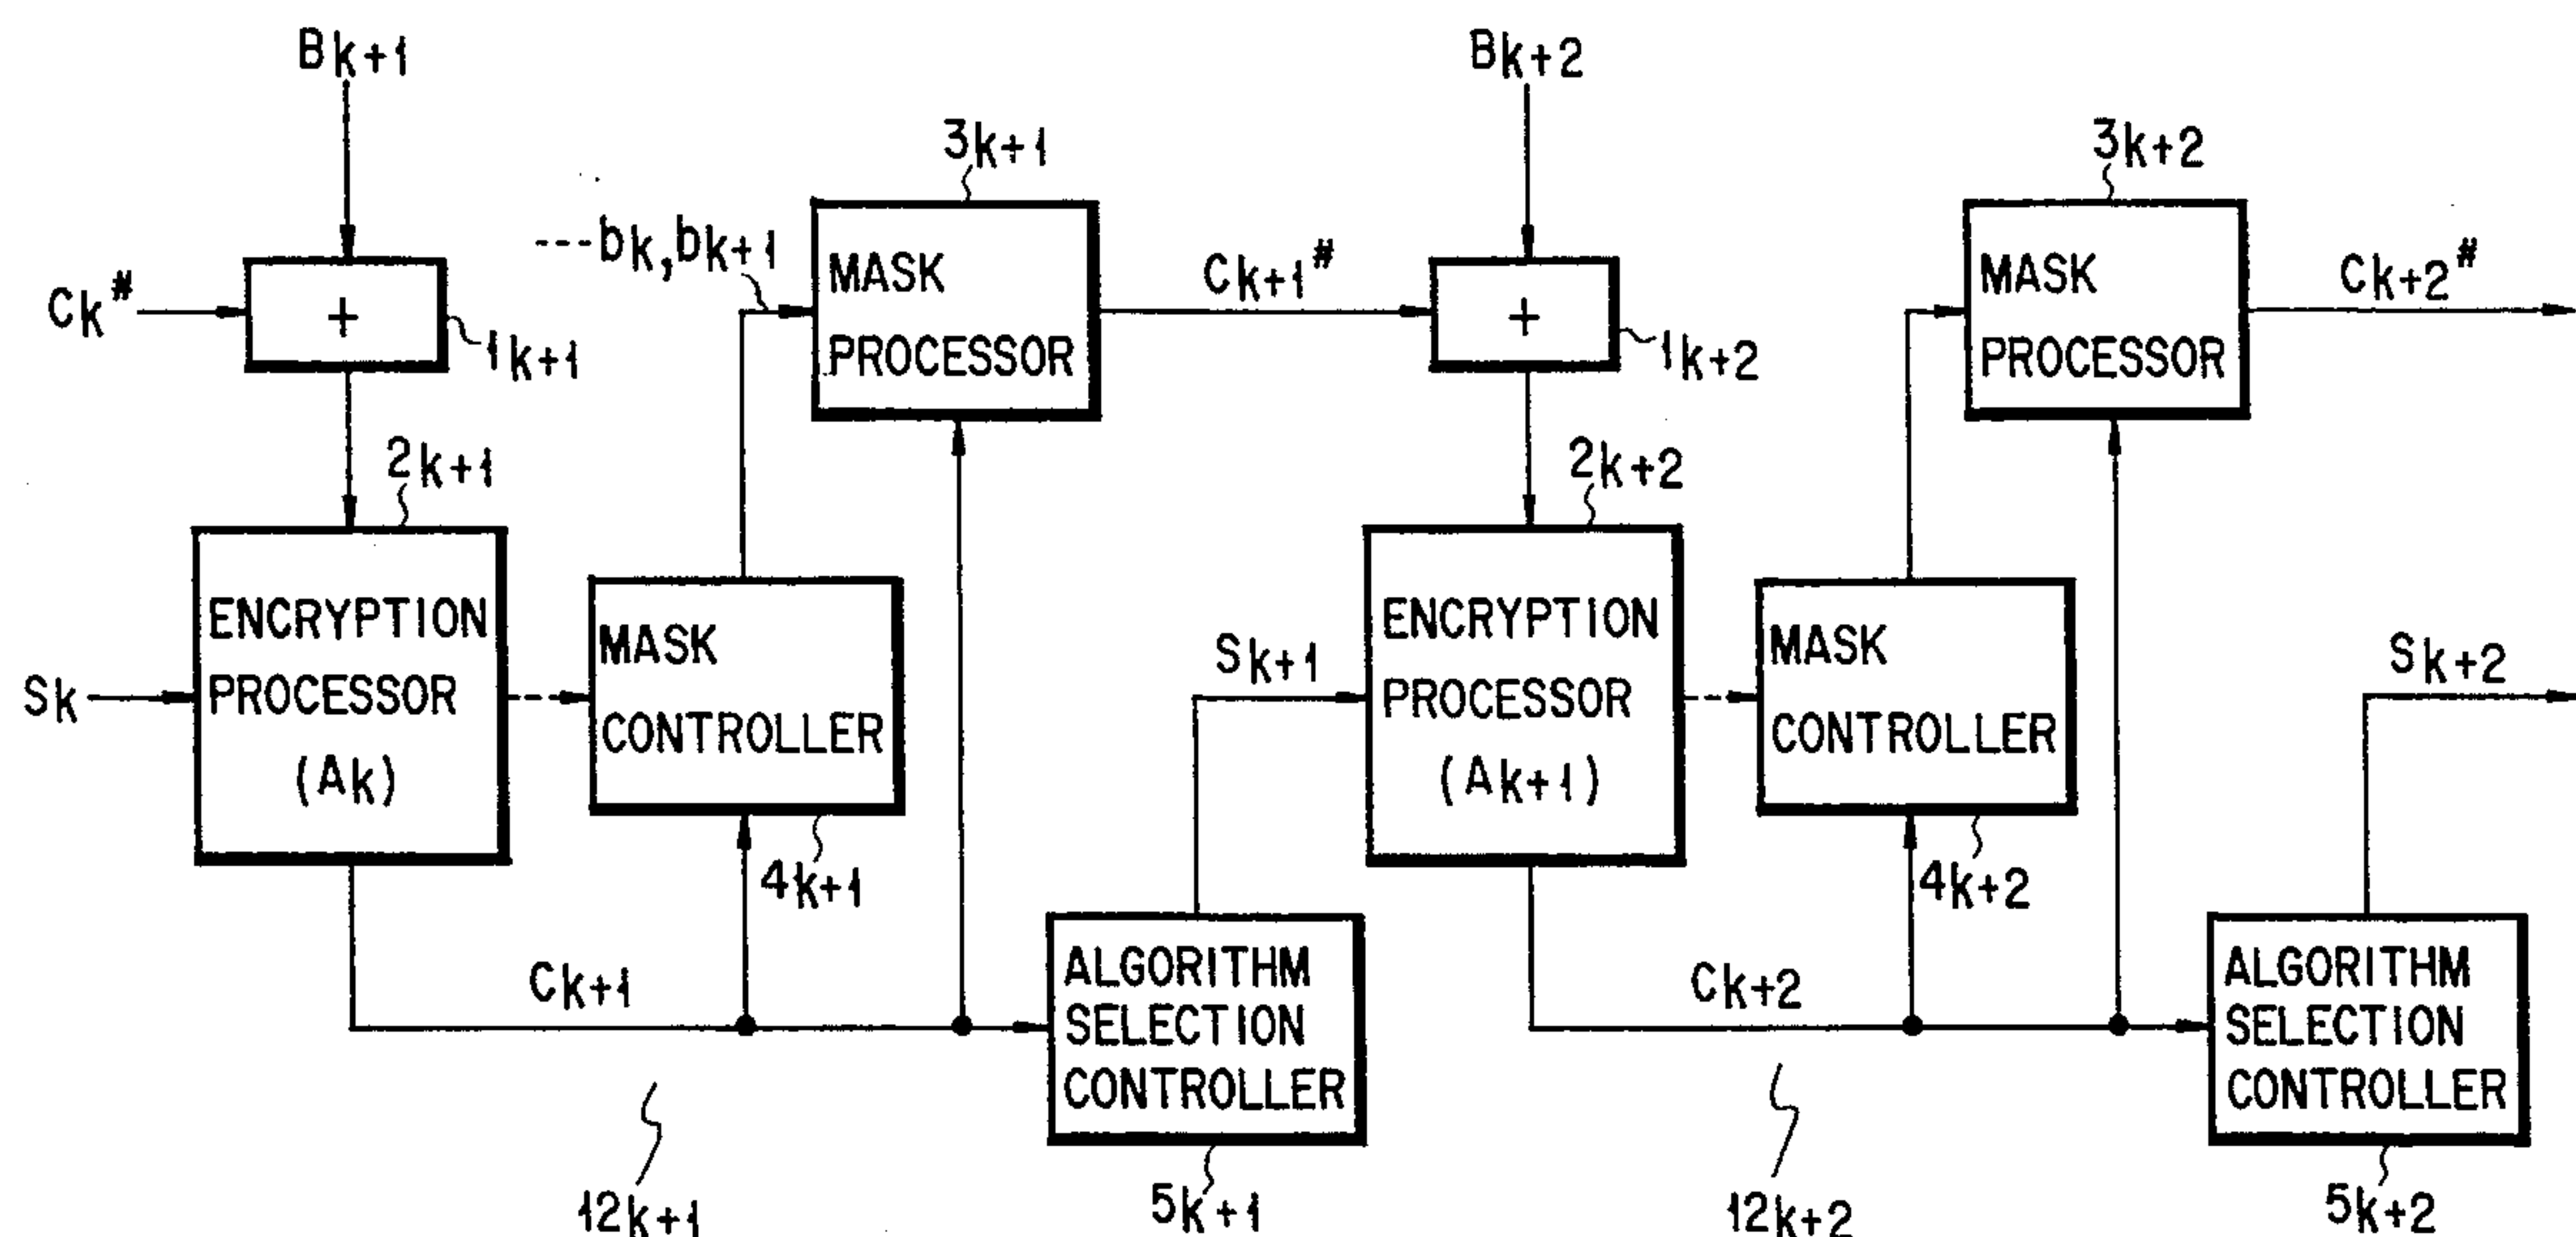 Bk+1
Bk+2
3k+1
3k+2
---bk,bk+1
Ck#
+
1k+1
MASK
PROCESSOR
Ck+1#
+
1k+2
MASK
PROCESSOR
Ck+2#
2k+1
2k+2
ENCRYPTION
PROCESSOR
(Ak)
Sk
MASK
CONTROLLER
4k+1
Sk+1
ENCRYPTION
PROCESSOR
(Ak+1)
MASK
CONTROLLER
4k+2
Sk+2
Ck+1
ALGORITHM
SELECTION
CONTROLLER
Ck+2
ALGORITHM
SELECTION
CONTROLLER
12k+1
5k+1
12k+2
5k+2